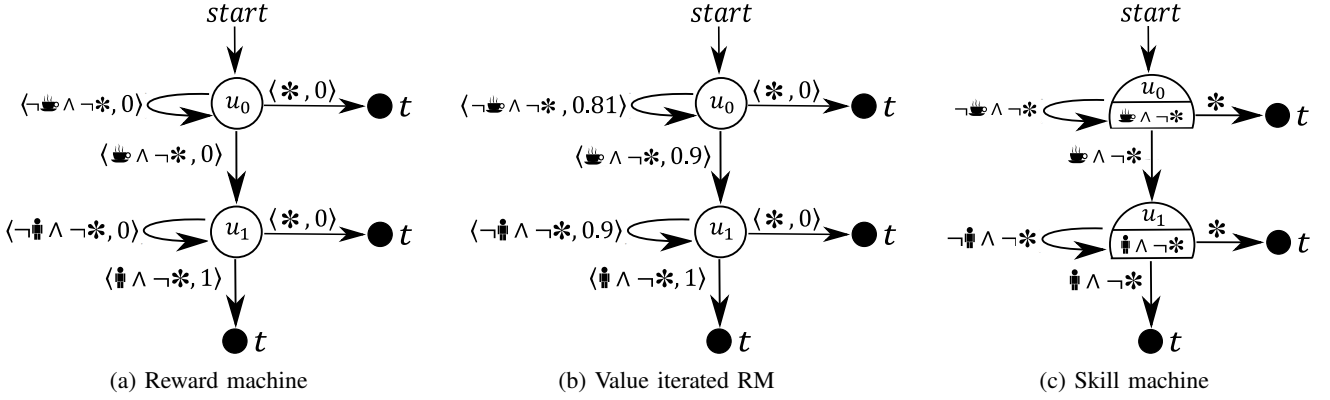 start
⟨¬☕ ∧ ¬✻, 0⟩ u₀ ⟨✻, 0⟩ t
⟨☕ ∧ ¬✻, 0⟩
⟨¬🚹 ∧ ¬✻, 0⟩ u₁ ⟨✻, 0⟩ t
⟨🚹 ∧ ¬✻, 1⟩
t
(a) Reward machine
start
⟨¬☕ ∧ ¬✻, 0.81⟩ u₀ ⟨✻, 0⟩ t
⟨☕ ∧ ¬✻, 0.9⟩
⟨¬🚹 ∧ ¬✻, 0.9⟩ u₁ ⟨✻, 0⟩ t
⟨🚹 ∧ ¬✻, 1⟩
t
(b) Value iterated RM
start
u₀
¬☕ ∧ ¬✻ ☕ ∧ ¬✻ ✻ t
☕ ∧ ¬✻
u₁
¬🚹 ∧ ¬✻ 🚹 ∧ ¬✻ ✻ t
🚹 ∧ ¬✻
t
(c) Skill machine